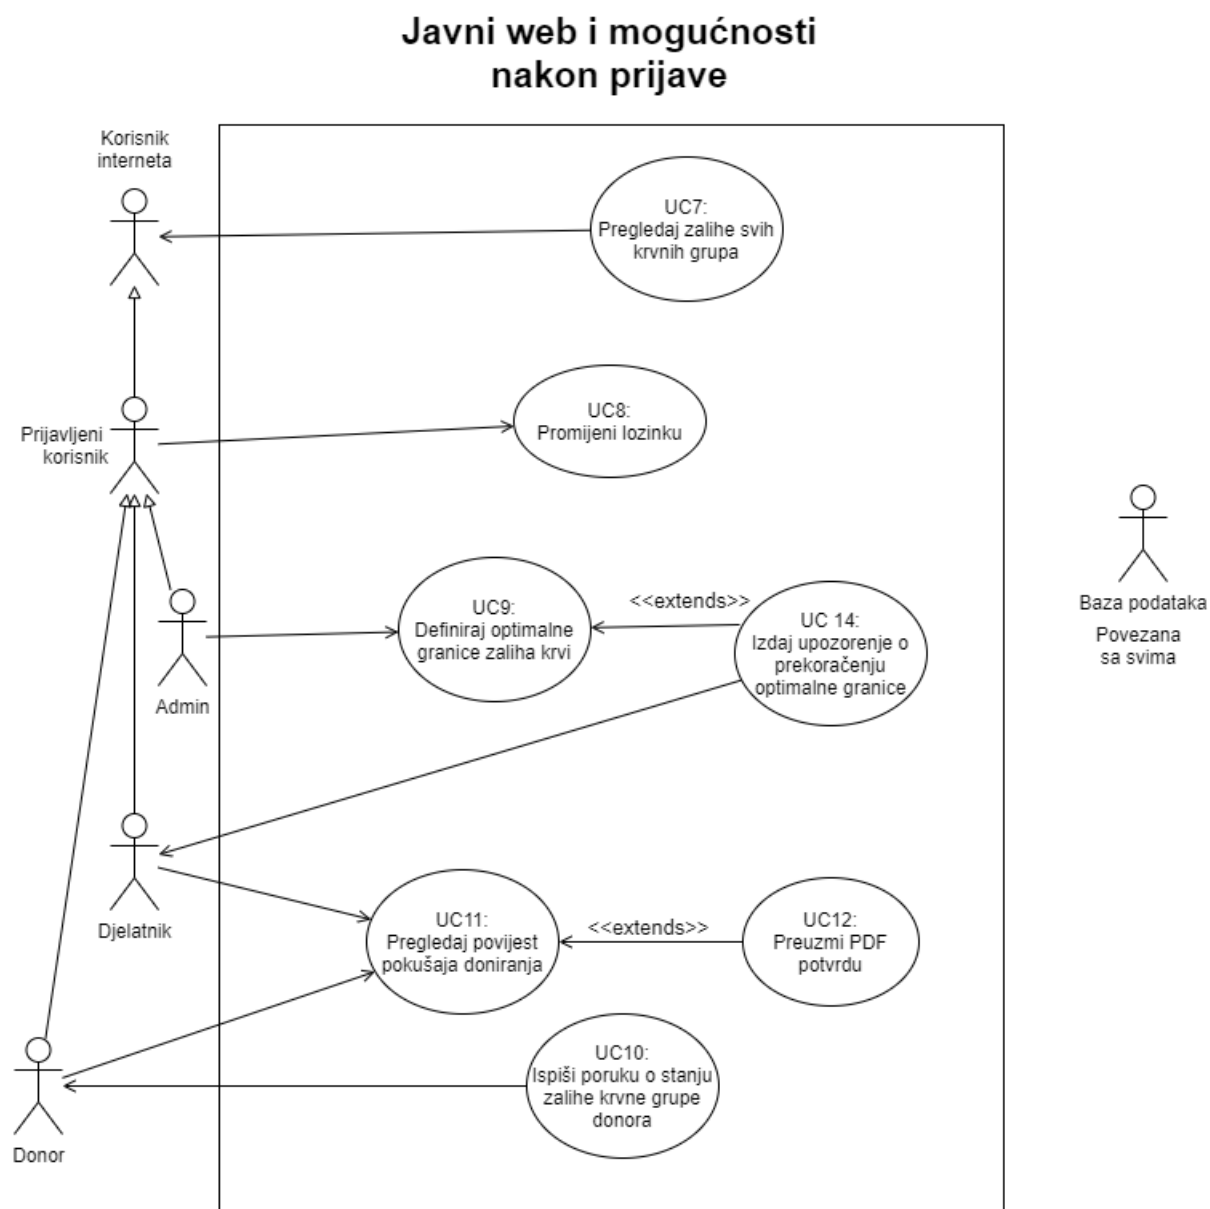 Javni web i mogućnosti
nakon prijave
Korisnik
interneta
UC7:
Pregledaj zalihe svih
krvnih grupa
UC8:
Promijeni lozinku
Prijavljeni
korisnik
Baza podataka
Povezana
sa svima
UC9:
Definiraj optimalne
granice zaliha krvi
<<extends>>
UC 14:
Izdaj upozorenje o
prekoračenju
optimalne granice
Admin
Djelatnik
UC11:
Pregledaj povijest
pokušaja doniranja
<<extends>>
UC12:
Preuzmi PDF
potvrdu
UC10:
Ispiši poruku o stanju
zalihe krvne grupe
donora
Donor